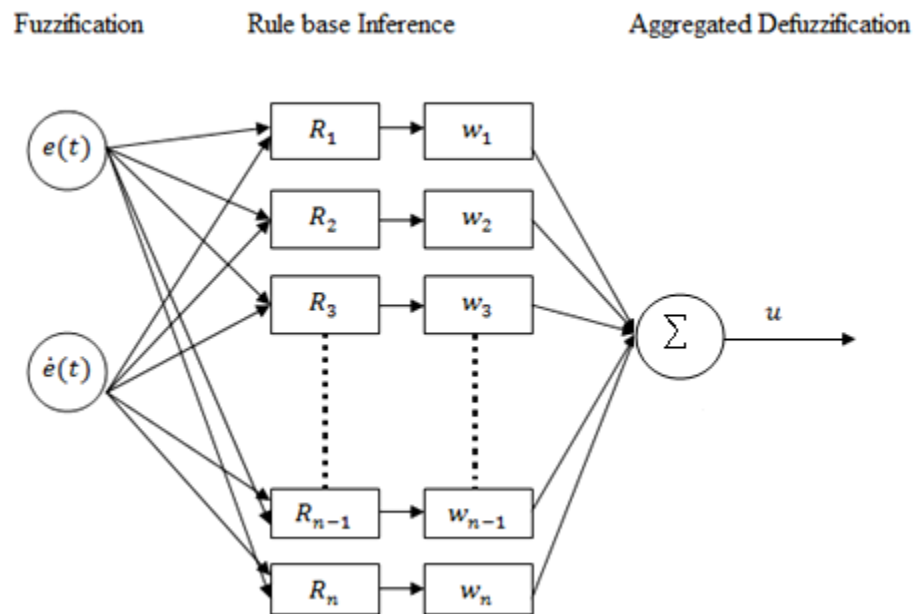 Fuzzification Rule base Inference Aggregated Defuzzification
e(t)
R₁ w₁
R₂ w₂
R₃ w₃
∑ u
ė(t)
Rₙ₋₁ wₙ₋₁
Rₙ wₙ